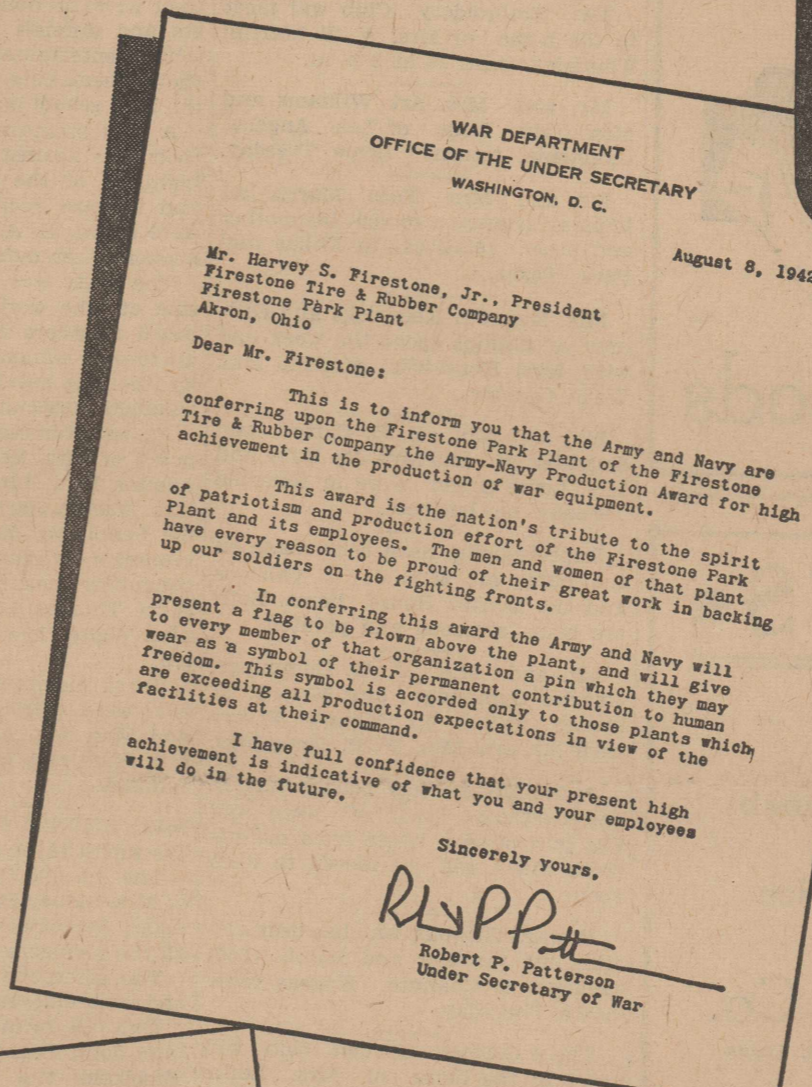 WAR DEPARTMENT
OFFICE OF THE UNDER SECRETARY
WASHINGTON, D. C.
August 8, 1942
Mr. Harvey S. Firestone, Jr., President
Firestone Tire & Rubber Company
Firestone Park Plant
Akron, Ohio
Dear Mr. Firestone:
This is to inform you that the Army and Navy are
conferring upon the Firestone Park Plant of the Firestone
Tire & Rubber Company the Army-Navy Production Award for high
achievement in the production of war equipment.
This award is the nation's tribute to the spirit
of patriotism and production effort of the Firestone Park
Plant and its employees. The men and women of that plant
have every reason to be proud of their great work in backing
up our soldiers on the fighting fronts.
In conferring this award the Army and Navy will
present a flag to be flown above the plant, and will give
to every member of that organization a pin which they may
wear as a symbol of their permanent contribution to human
freedom. This symbol is accorded only to those plants which
are exceeding all production expectations in view of the
facilities at their command.
I have full confidence that your present high
achievement is indicative of what you and your employees
will do in the future.
Sincerely yours,
Robert P. Patterson
Under Secretary of War